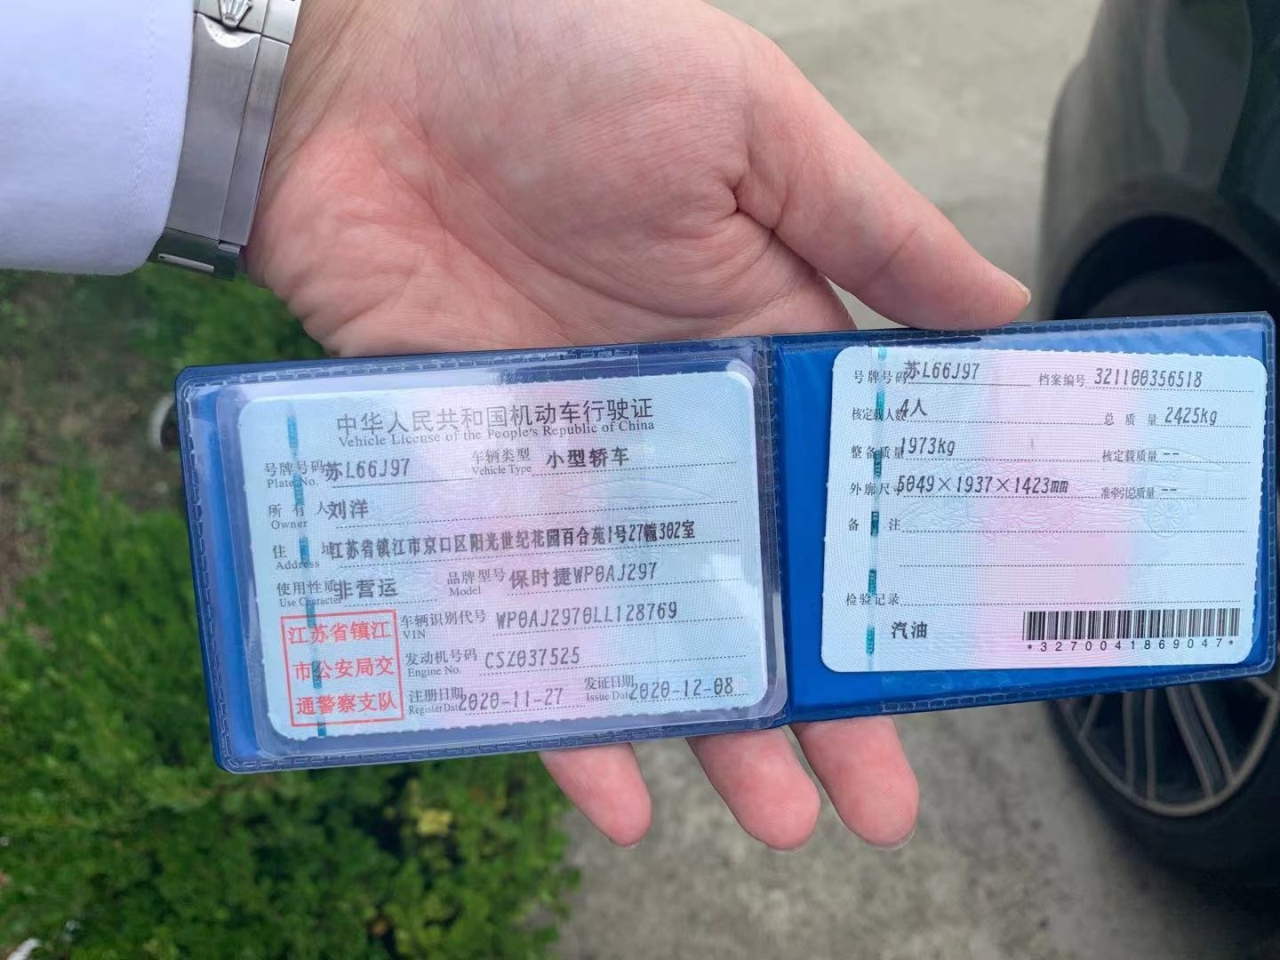 中华人民共和国机动车行驶证
Vehicle License of the People's Republic of China
号牌号码 苏L66J97 车辆类型 小型轿车
Plate No. Vehicle Type
所有人 刘洋
Owner
住址 江苏省镇江市京口区阳光世纪花园百合苑1号27幢302室
Address
使用性质 非营运 品牌型号 保时捷WP0AJ297
Use Character Model
车辆识别代号 WP0AJ2970LL128769
VIN
发动机号码 CSZ037525
Engine No.
注册日期 2020-11-27 发证日期 2020-12-08
Register Date Issue Date
江苏省镇江
市公安局交
通警察支队
号牌号码 苏L66J97 档案编号 321100356518
核定载人数 4人 总质量 2425kg
整备质量 1973kg 核定载质量 --
外廓尺寸 5049×1937×1423mm 准牵引总质量 --
备注
检验记录
汽油
*3270041869047*